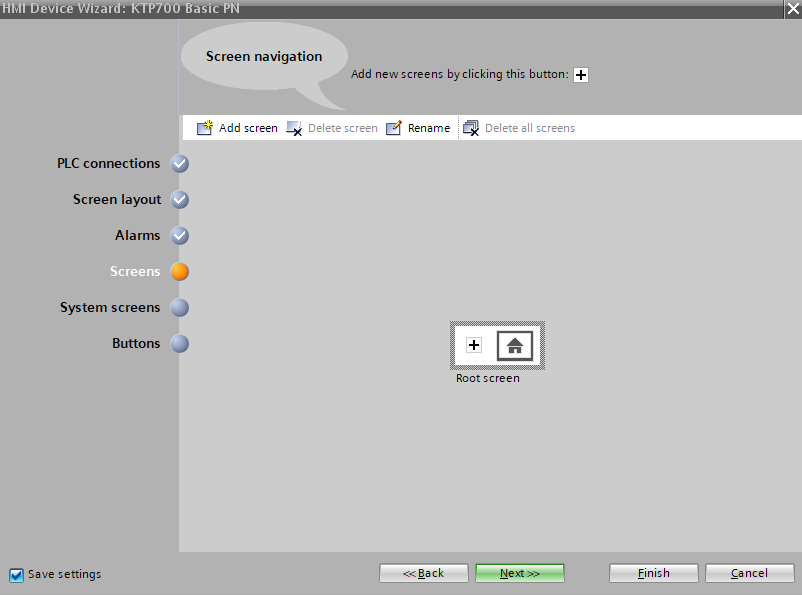 HMI Device Wizard: KTP700 Basic PN
Screen navigation
Add new screens by clicking this button:
Add screen Delete screen Rename Delete all screens
PLC connections
Screen layout
Alarms
Screens
System screens
Buttons
Root screen
Save settings
<< Back Next >> Finish Cancel